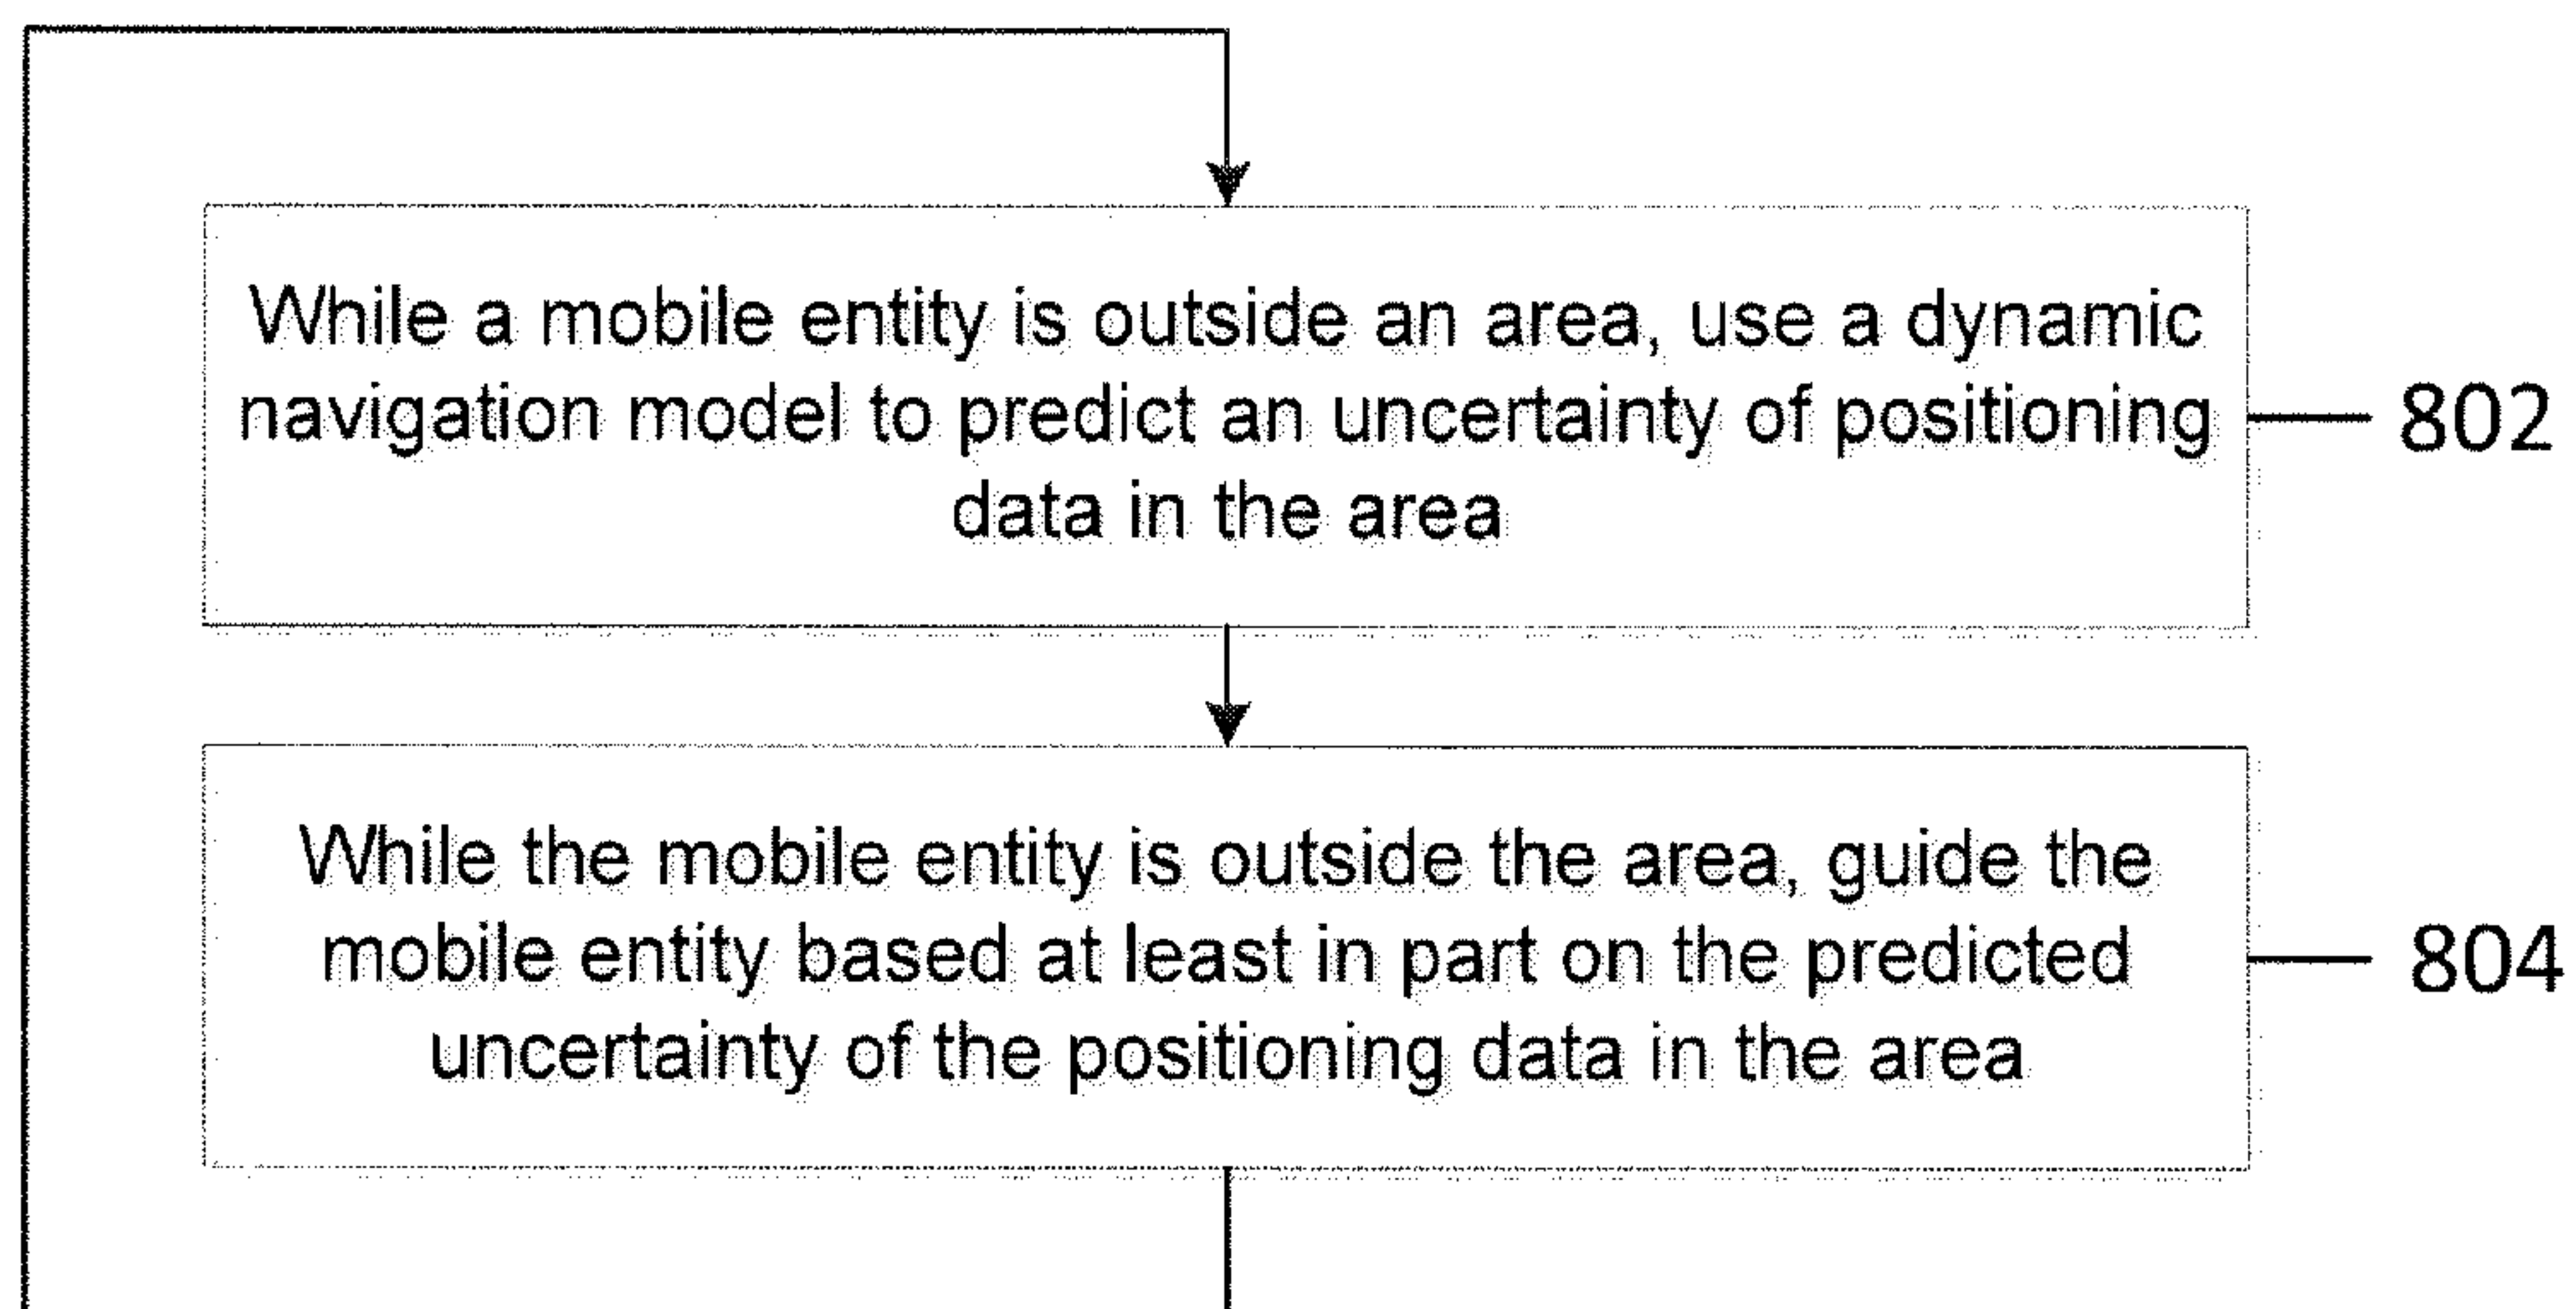 While a mobile entity is outside an area, use a dynamic
navigation model to predict an uncertainty of positioning
data in the area
802
While the mobile entity is outside the area, guide the
mobile entity based at least in part on the predicted
uncertainty of the positioning data in the area
804